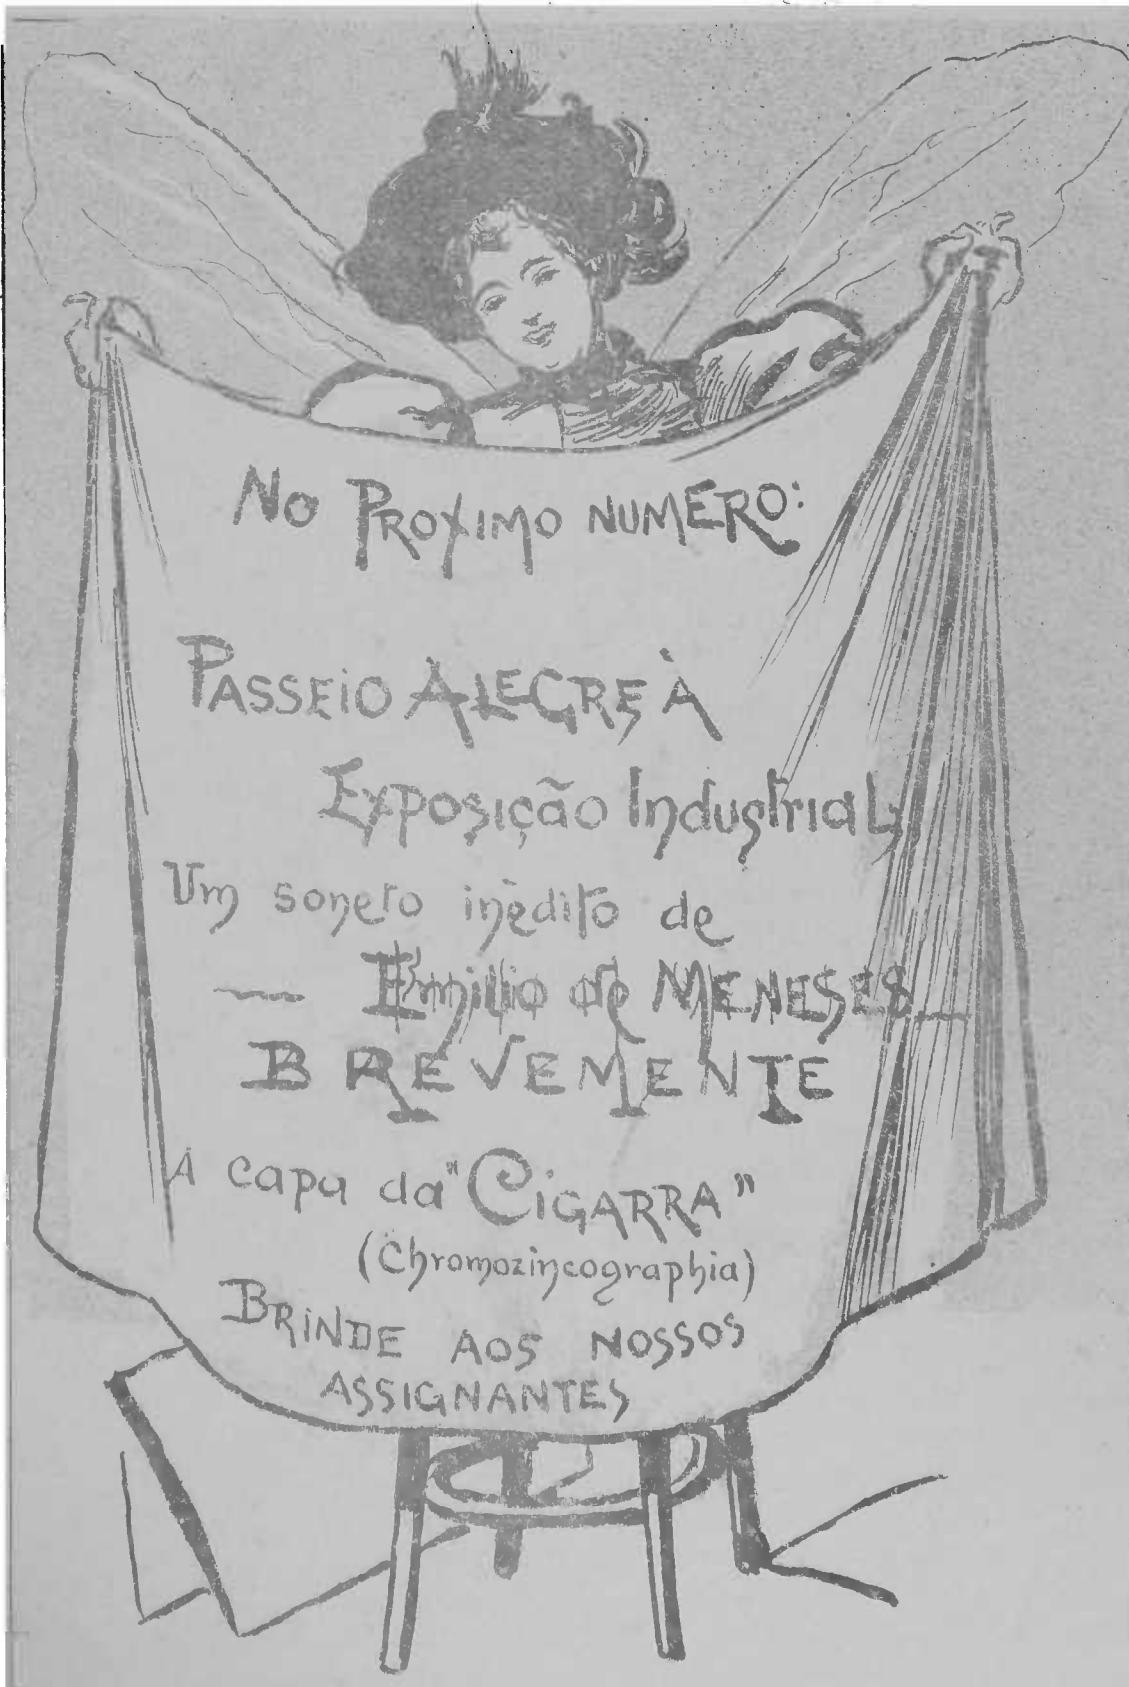 No PROXIMO NUMERO:
PASSEIO ALEGRE À
EXPOSIÇÃO INDUSTRIAL
Um soneto inèdito de
— Emilio de MENESES —
BREVEMENTE
A capa da "CIGARRA"
(Chromozincographia)
BRINDE AOS NOSSOS
ASSIGNANTES